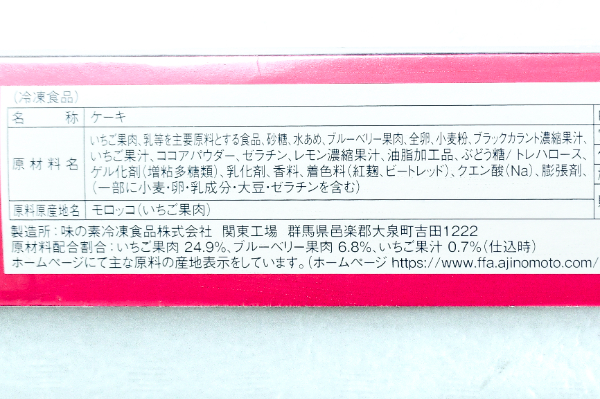 (冷凍食品)
名 称 ケーキ
いちご果肉、乳等を主要原料とする食品、砂糖、水あめ、ブルーベリー果肉、全卵、小麦粉、ブラックカラント濃縮果汁、
いちご果汁、ココアパウダー、ゼラチン、レモン濃縮果汁、油脂加工品、ぶどう糖/トレハロース、
原材料名 ゲル化剤(増粘多糖類)、乳化剤、香料、着色料(紅麹、ビートレッド)、クエン酸(Na)、膨張剤、
(一部に小麦・卵・乳成分・大豆・ゼラチンを含む)
原料原産地名 モロッコ(いちご果肉)
製造所:味の素冷凍食品株式会社 関東工場 群馬県邑楽郡大泉町吉田1222
原材料配合割合:いちご果肉 24.9%、ブルーベリー果肉 6.8%、いちご果汁 0.7%(仕込時)
ホームページにて主な原料の産地表示をしています。(ホームページ https://www.ffa.ajinomoto.com/